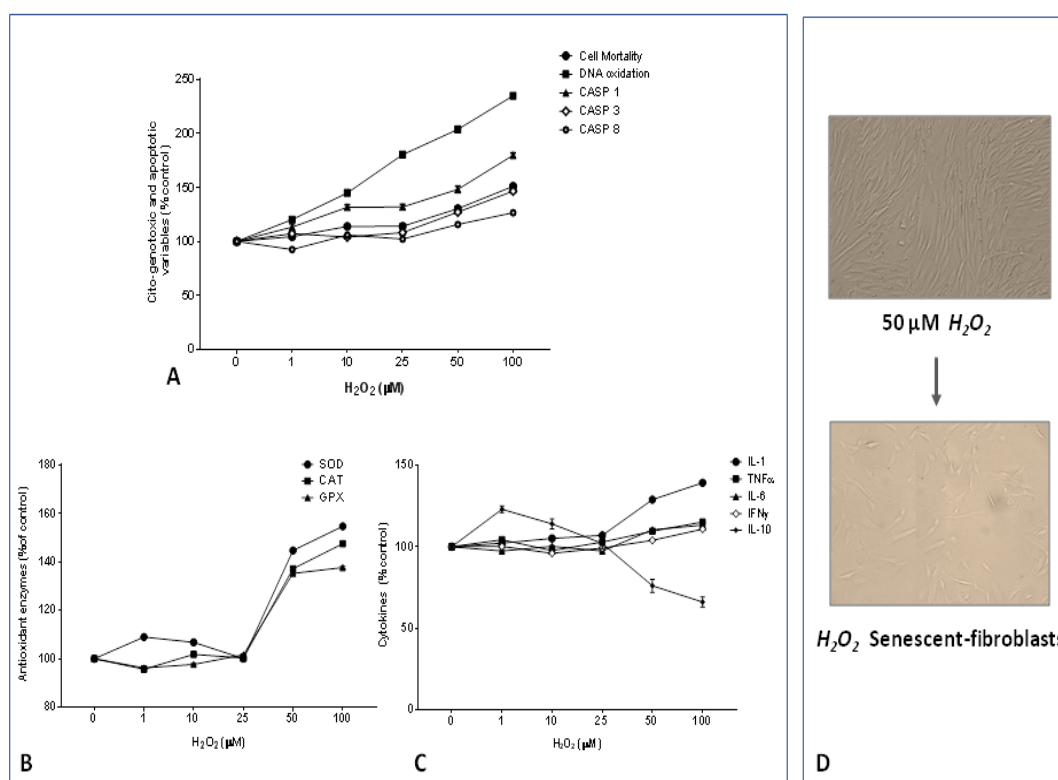 Cell Mortality
DNA oxidation
CASP 1
CASP 3
CASP 8
250
200
150
100
50
0
Cito-genotoxic and apoptotic
variables (% control)
0 1 10 25 50 100
H₂O₂ (µM)
A
180
160
140
120
100
80
Antioxidant enzymes (% of control)
SOD
CAT
GPX
0 1 10 25 50 100
H₂O₂ (µM)
B
150
100
50
0
Cytokines (% control)
IL-1
TNFα
IL-6
IFNγ
IL-10
0 1 10 25 50 100
H₂O₂ (µM)
C
50 µM H₂O₂
H₂O₂ Senescent-fibroblasts
D